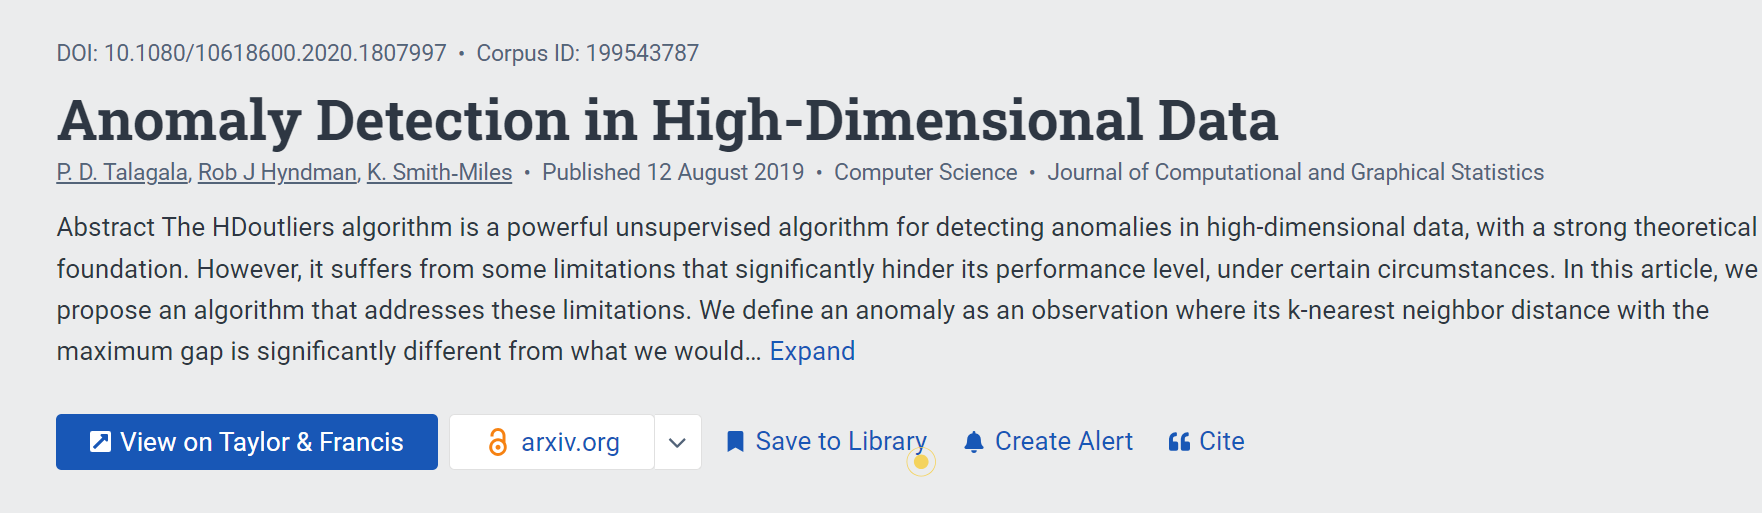 DOI: 10.1080/10618600.2020.1807997 • Corpus ID: 199543787
Anomaly Detection in High-Dimensional Data
P. D. Talagala, Rob J Hyndman, K. Smith-Miles • Published 12 August 2019 • Computer Science • Journal of Computational and Graphical Statistics
Abstract The HDoutliers algorithm is a powerful unsupervised algorithm for detecting anomalies in high-dimensional data, with a strong theoretical
foundation. However, it suffers from some limitations that significantly hinder its performance level, under certain circumstances. In this article, we
propose an algorithm that addresses these limitations. We define an anomaly as an observation where its k-nearest neighbor distance with the
maximum gap is significantly different from what we would… Expand
View on Taylor & Francis arxiv.org Save to Library Create Alert Cite